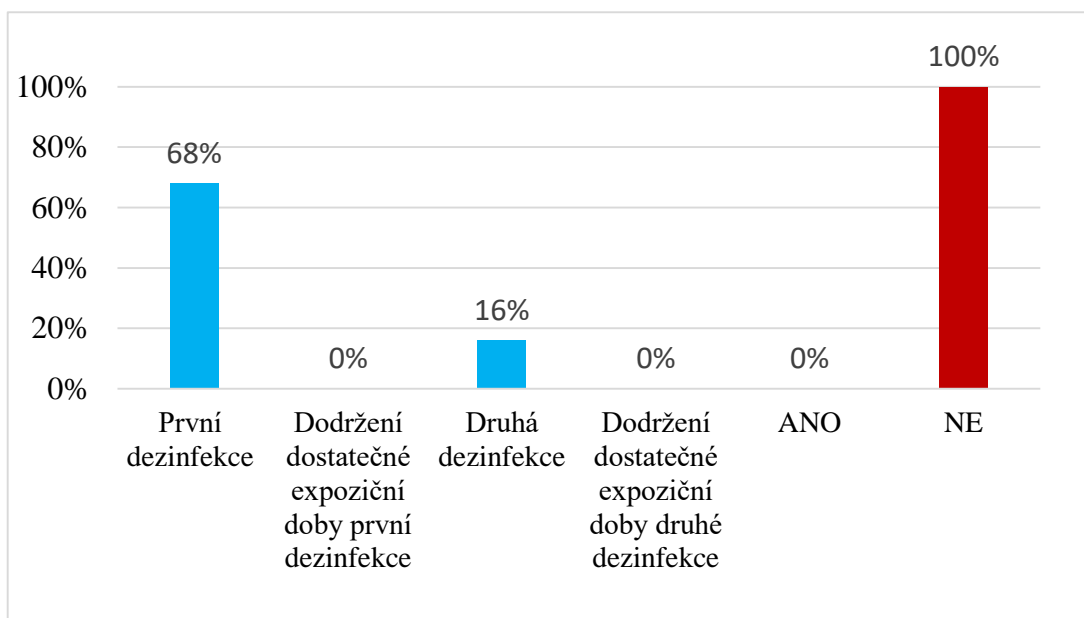 100%
100%
80%
68%
60%
40%
20%
16%
0%
0%
0%
0%
První
dezinfekce
Dodržení
dostatečné
expoziční
doby první
dezinfekce
Druhá
dezinfekce
Dodržení
dostatečné
expoziční
doby druhé
dezinfekce
ANO
NE